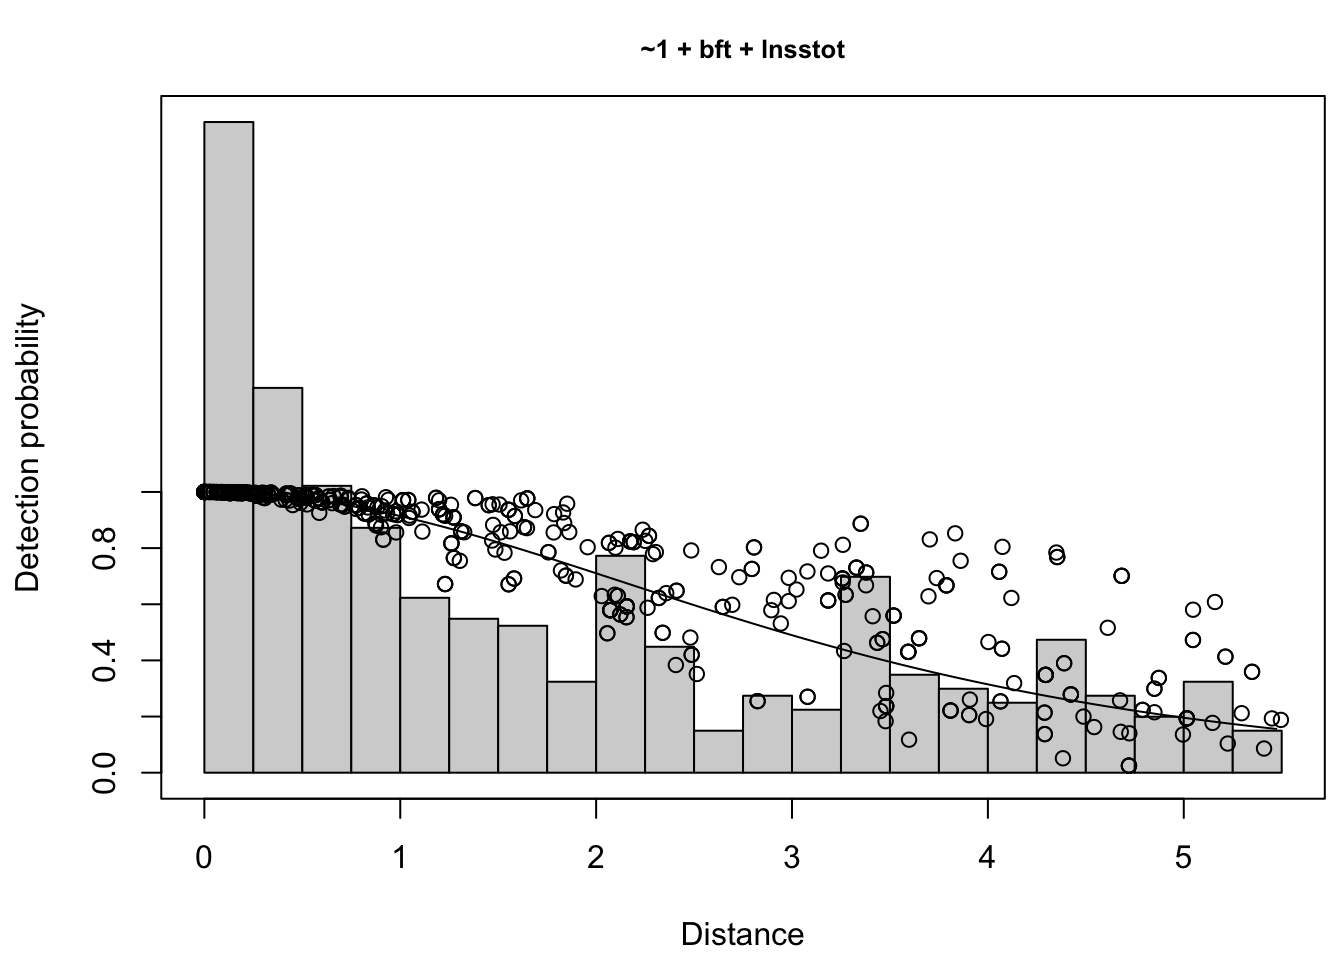 ~1 + bft + lnsstot
Detection probability
0.8
0.4
0.0
0 1 2 3 4 5
Distance